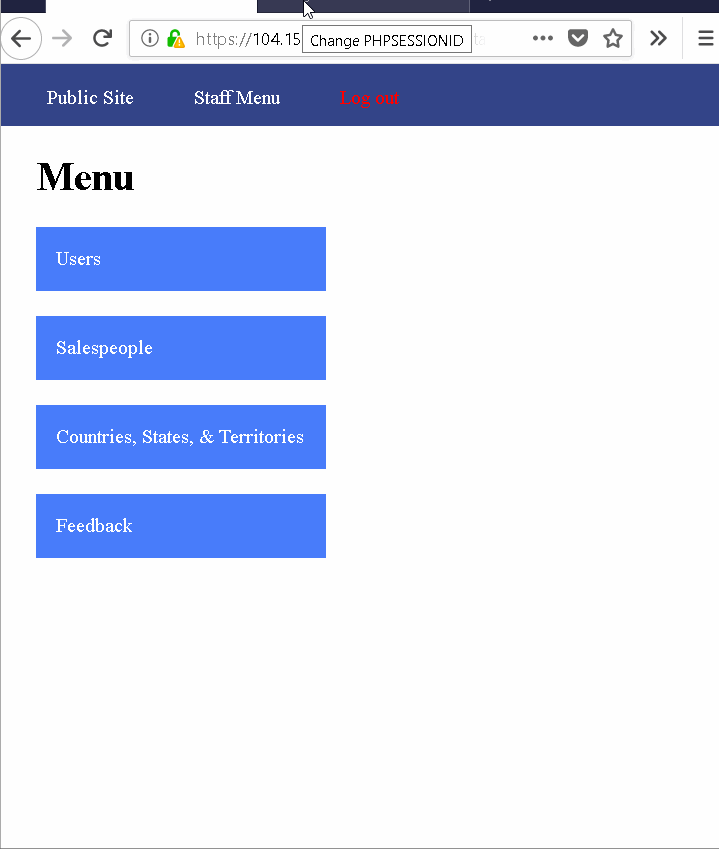 https://104.15
Change PHPSESSIONID
Public Site
Staff Menu
Log out
Menu
Users
Salespeople
Countries, States, & Territories
Feedback